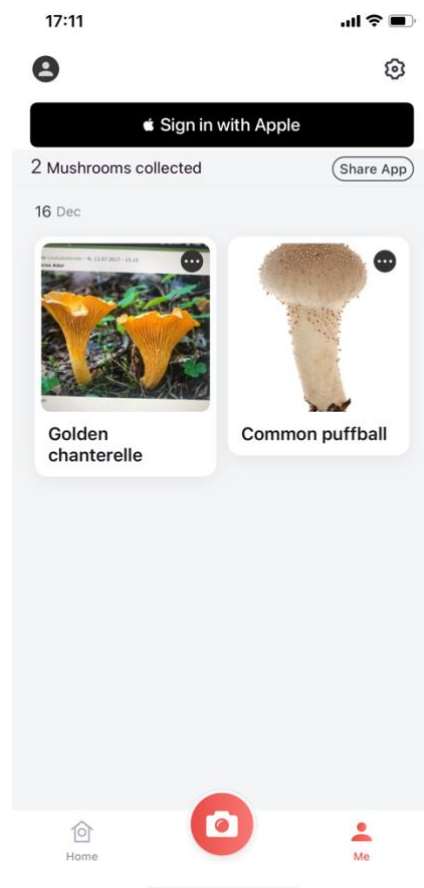 17:11
Sign in with Apple
2 Mushrooms collected
Share App
16 Dec
Golden
chanterelle
Common puffball
Home
Me